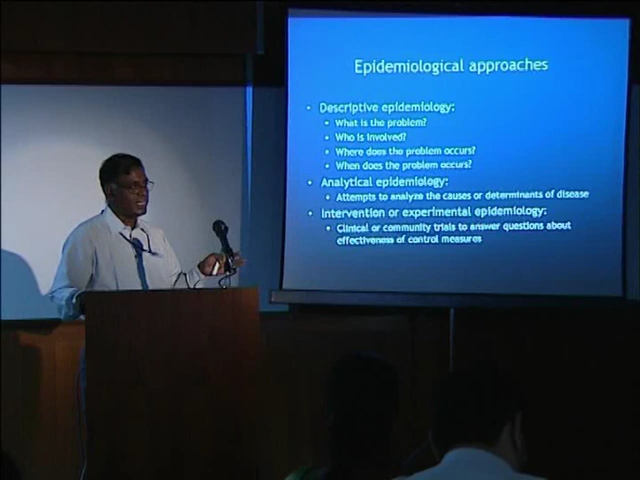 Epidemiological approaches
• Descriptive epidemiology:
• What is the problem?
• Who is involved?
• Where does the problem occurs?
• When does the problem occurs?
• Analytical epidemiology:
• Attempts to analyze the causes or determinants of disease
• Intervention or experimental epidemiology:
• Clinical or community trials to answer questions about
effectiveness of control measures